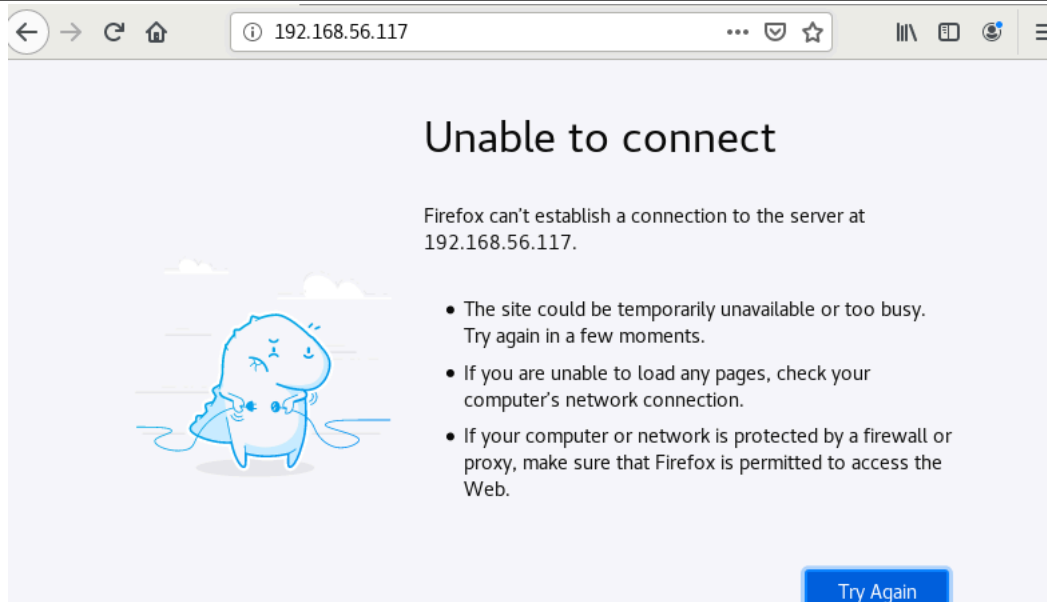 192.168.56.117
Unable to connect
Firefox can't establish a connection to the server at
192.168.56.117.
• The site could be temporarily unavailable or too busy.
Try again in a few moments.
• If you are unable to load any pages, check your
computer's network connection.
• If your computer or network is protected by a firewall or
proxy, make sure that Firefox is permitted to access the
Web.
Try Again